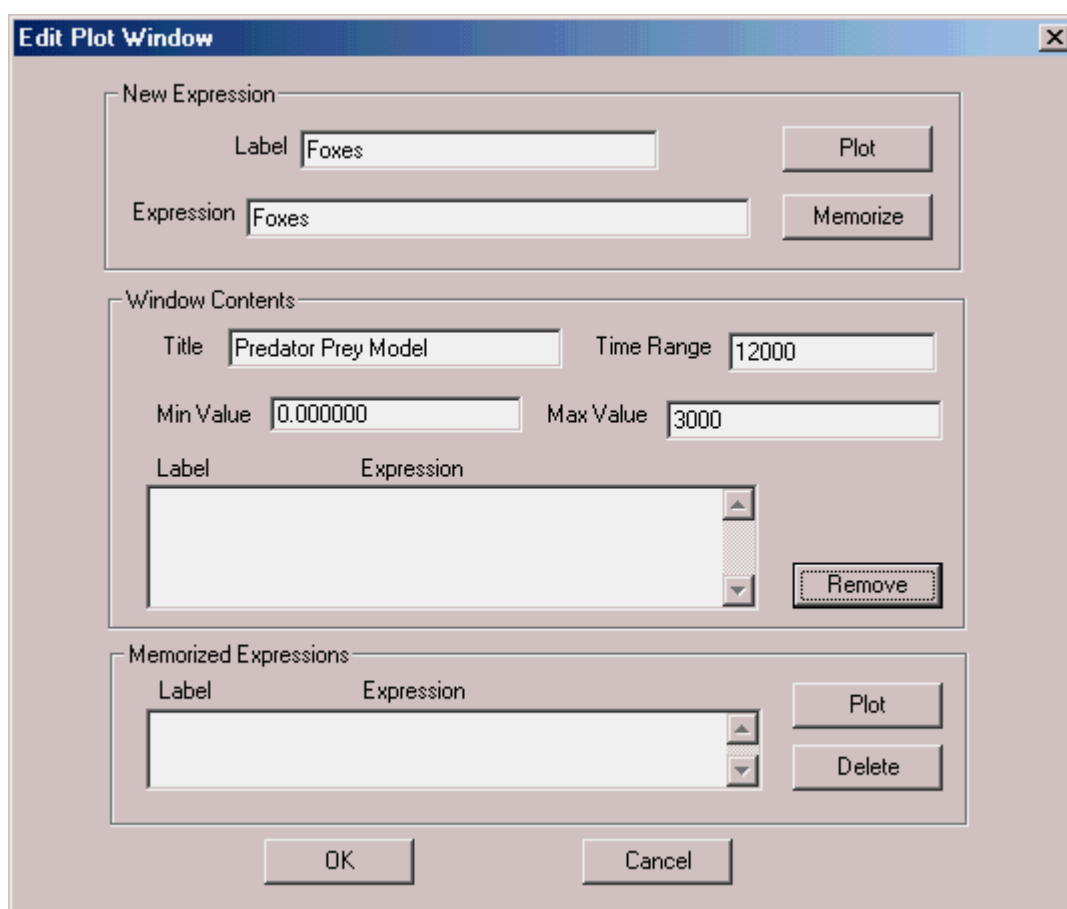 Edit Plot Window
New Expression
Label Foxes Plot
Expression Foxes Memorize
Window Contents
Title Predator Prey Model Time Range 12000
Min Value 0.000000 Max Value 3000
Label Expression
Remove
Memorized Expressions
Label Expression Plot
Delete
OK Cancel